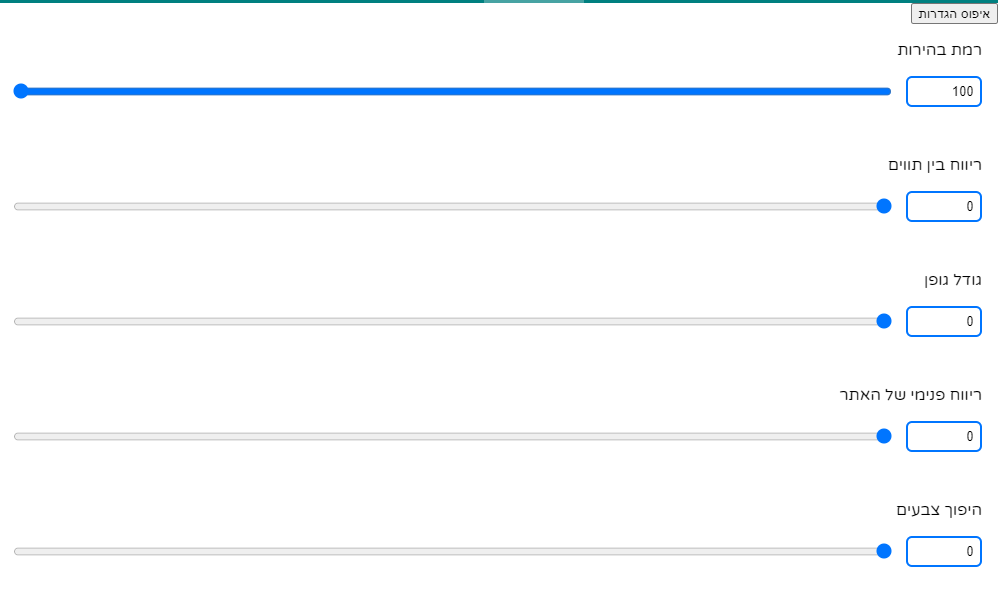 איפוס הגדרות
רמת בהירות
100
ריווח בין תווים
0
גודל גופן
0
ריווח פנימי של האתר
0
היפוך צבעים
0